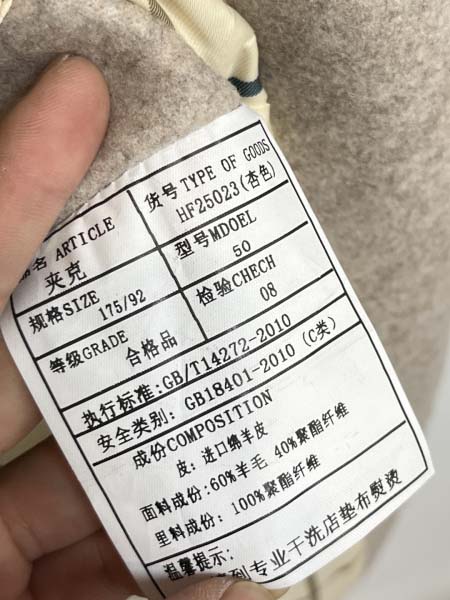 名 ARTICLE
夹克
货号TYPE OF GOODS
HF25023(杏色)
规格SIZE
175/92
型号MDOEL
50
等级GRADE
合格品
检验CHECH
08
执行标准:GB/T14272-2010
安全类别: GB18401-2010 (C类)
成份COMPOSITION
皮:进口绵羊皮
面料成份:60%羊毛 40%聚酯纤维
里料成份: 100%聚酯纤维
温馨提示:
到专业干洗店垫布熨烫